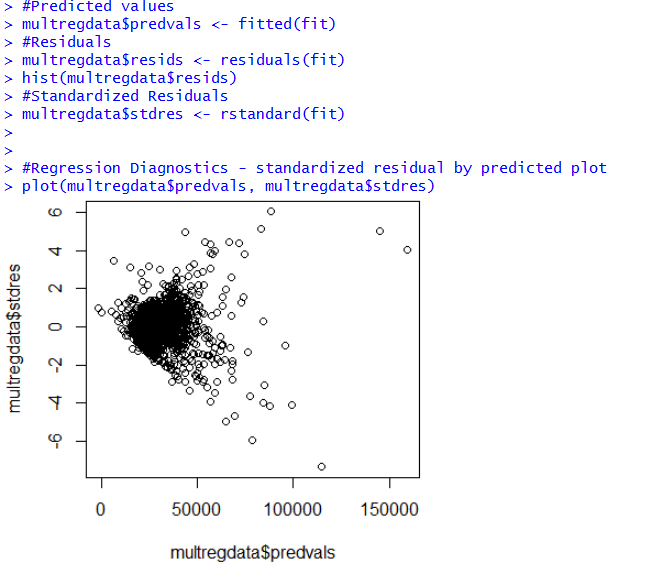 > #Predicted values
> multregdata$predvals <- fitted(fit)
> #Residuals
> multregdata$resids <- residuals(fit)
> hist(multregdata$resids)
> #Standardized Residuals
> multregdata$stdres <- rstandard(fit)
>
>
> #Regression Diagnostics - standardized residual by predicted plot
> plot(multregdata$predvals, multregdata$stdres)
multregdata$stdres
6
4
2
0
-2
-4
-6
0 50000 100000 150000
multregdata$predvals